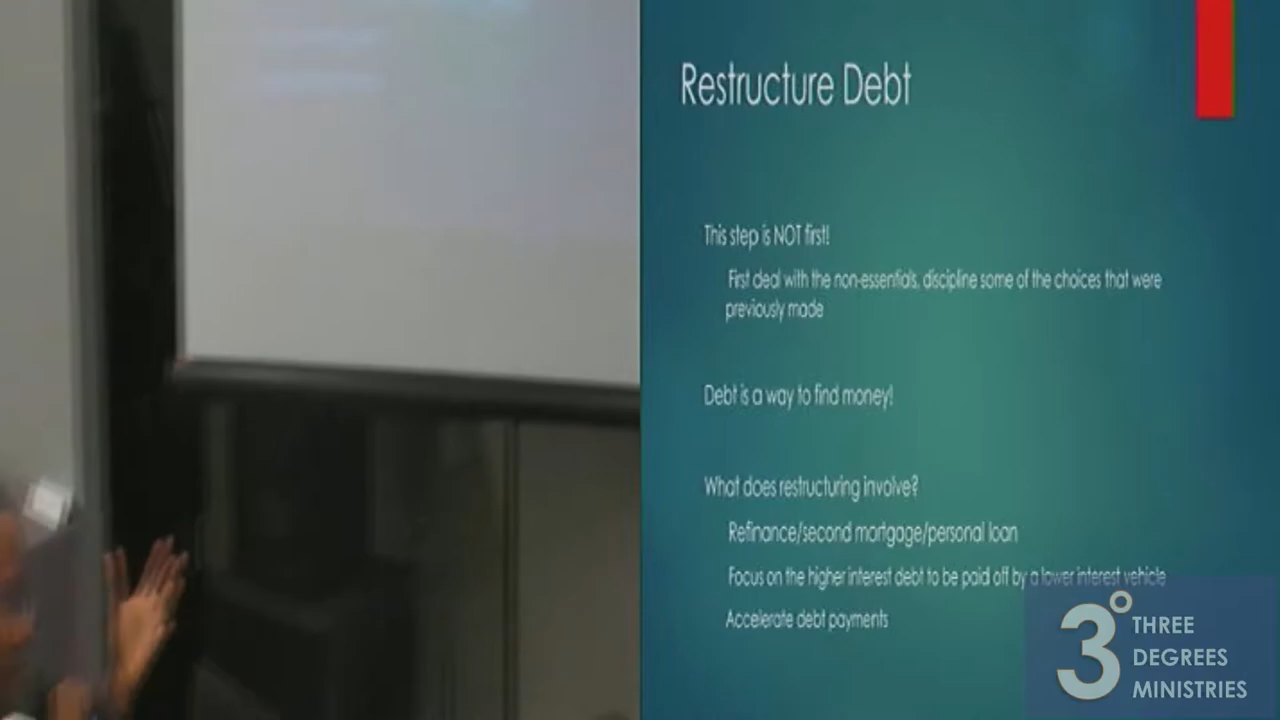 Restructure Debt
This step is NOT first!
First deal with the non-essentials, discipline some of the choices that were
previously made
Debt is a way to find money!
What does restructuring involve?
Refinance/second mortgage/personal loan
Focus on the higher interest debt to be paid off by a lower interest vehicle
Accelerate debt payments
3°
THREE
DEGREES
MINISTRIES